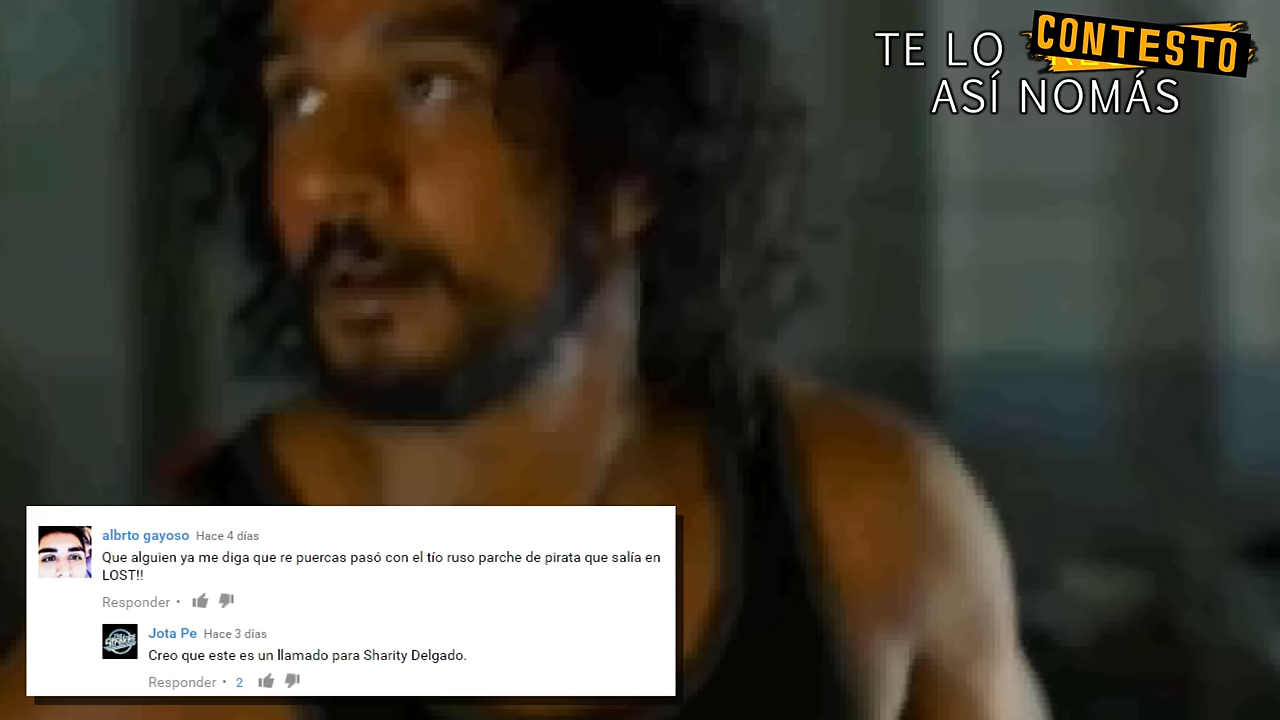 TE LO CONTESTO
ASÍ NOMÁS
albrto gayoso Hace 4 días
Que alguien ya me diga que re puercas pasó con el tío ruso parche de pirata que salía en
LOST!!
Responder •
Jota Pe Hace 3 días
Creo que este es un llamado para Sharity Delgado.
Responder • 2